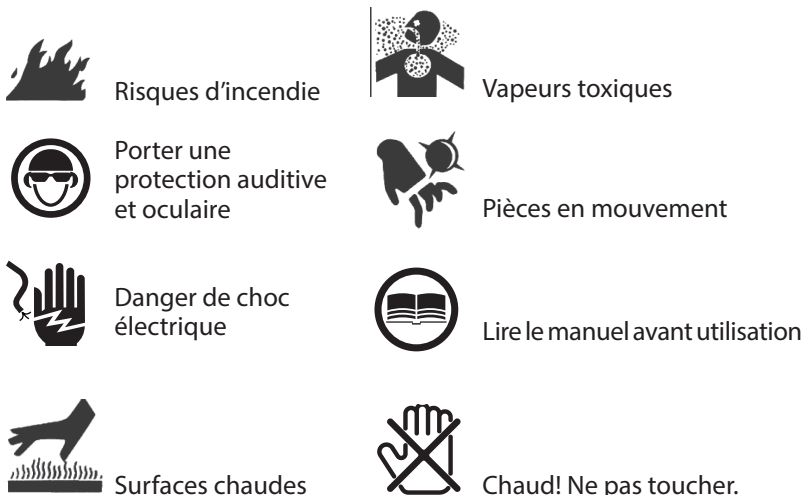 Risques d'incendie
Vapeurs toxiques
Porter une
protection auditive
et oculaire
Pièces en mouvement
Danger de choc
électrique
Lire le manuel avant utilisation
Surfaces chaudes
Chaud! Ne pas toucher.